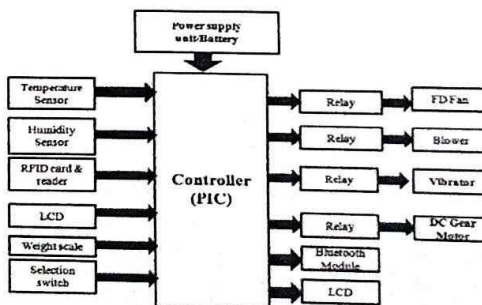 Power supply
unit/Battery
Temperature
Sensor
Humidity
Sensor
RFID card &
reader
LCD
Weight scale
Selection
switch
Controller
(PIC)
Relay
FD Fan
Relay
Blower
Relay
Vibrator
Relay
DC Gear
Motor
Bluetooth
Module
LCD